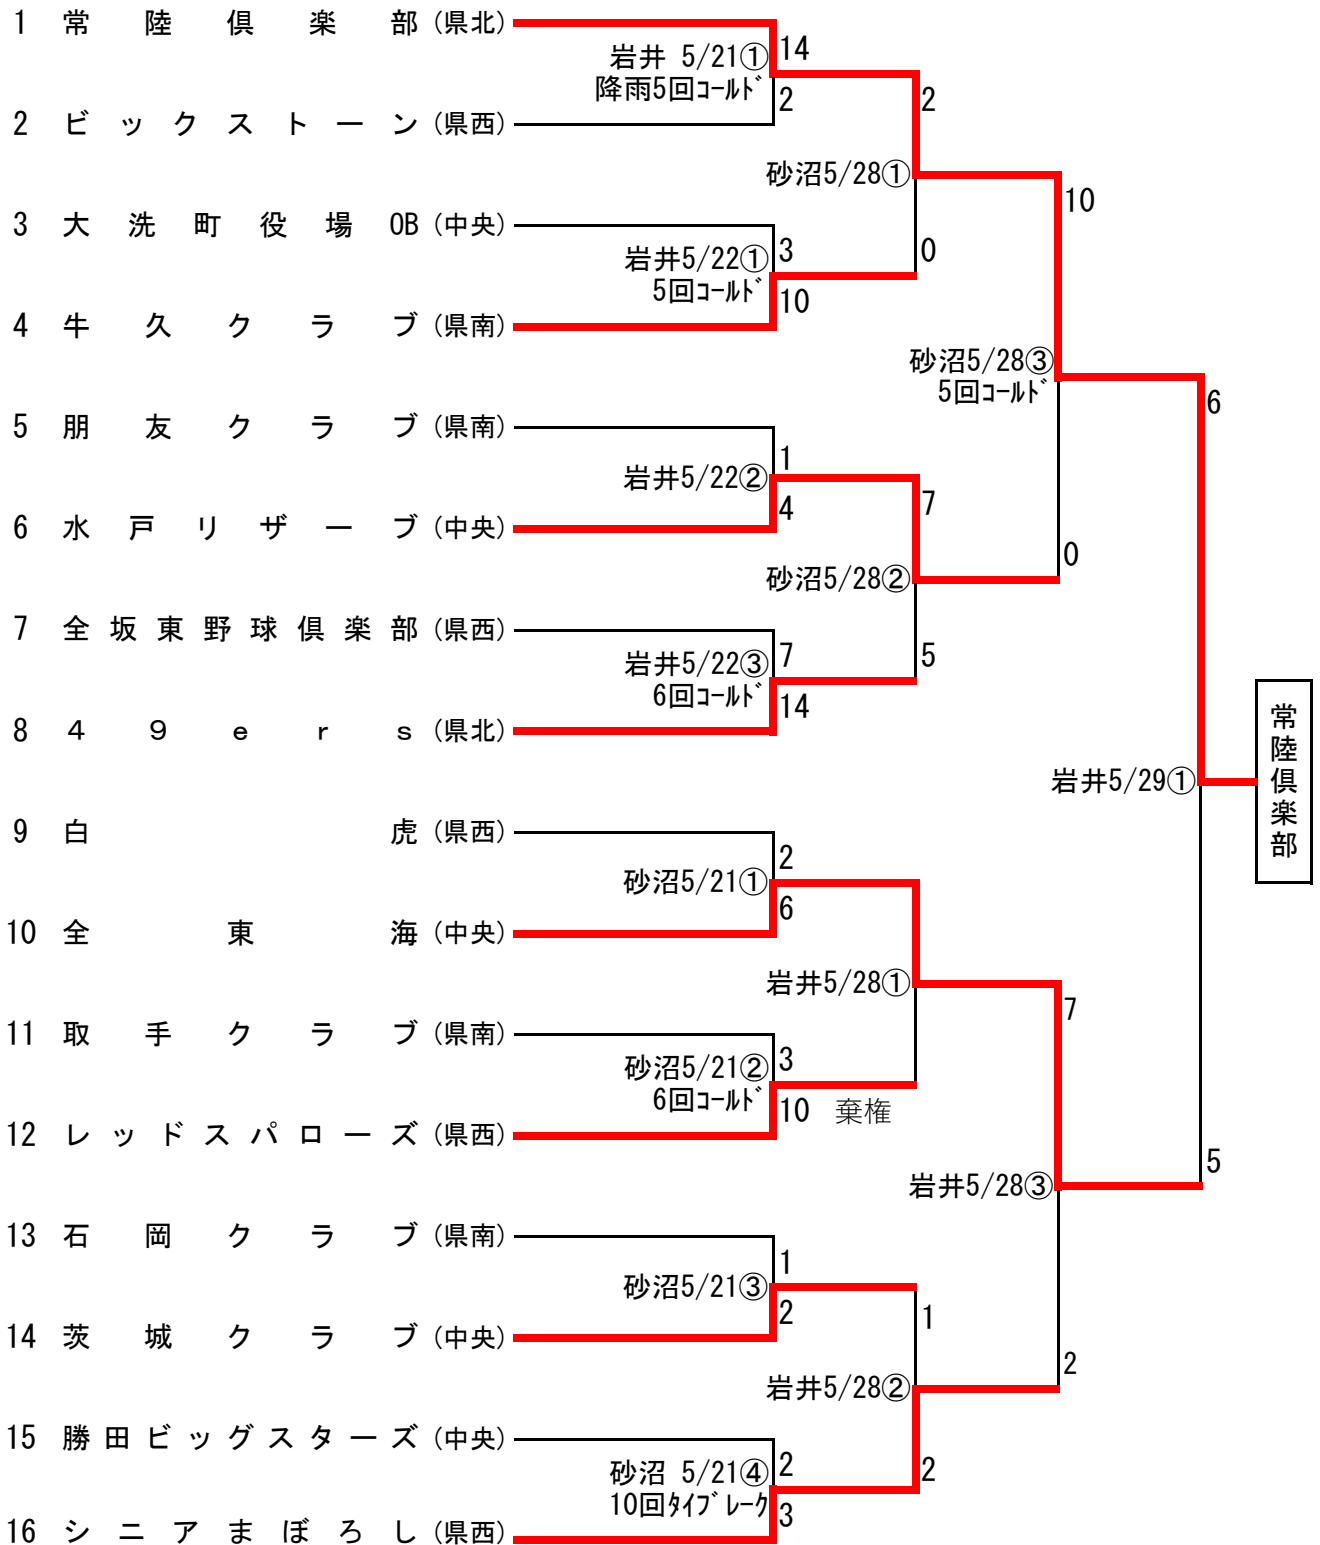 1 常陸倶楽部(県北)
14
岩井 5/21①
降雨5回コールド
2
2
2 ビックストーン(県西)
砂沼5/28①
10
3 大洗町役場OB(中央)
3
0
岩井5/22①
5回コールド
10
4 牛久クラブ(県南)
砂沼5/28③
5回コールド
6
5 朋友クラブ(県南)
1
岩井5/22②
7
4
6 水戸リザーブ(中央)
0
砂沼5/28②
7 全坂東野球倶楽部(県西)
7
5
岩井5/22③
6回コールド
14
8 49ers(県北)
常陸倶楽部
岩井5/29①
9 白虎(県西)
2
砂沼5/21①
6
10 全東海(中央)
岩井5/28①
7
11 取手クラブ(県南)
3
砂沼5/21②
6回コールド
10 棄権
12 レッドスパローズ(県西)
5
岩井5/28③
13 石岡クラブ(県南)
1
砂沼5/21③
2
1
14 茨城クラブ(中央)
2
岩井5/28②
15 勝田ビッグスターズ(中央)
2
2
砂沼 5/21④
10回タイブレーク
3
16 シニアまぼろし(県西)